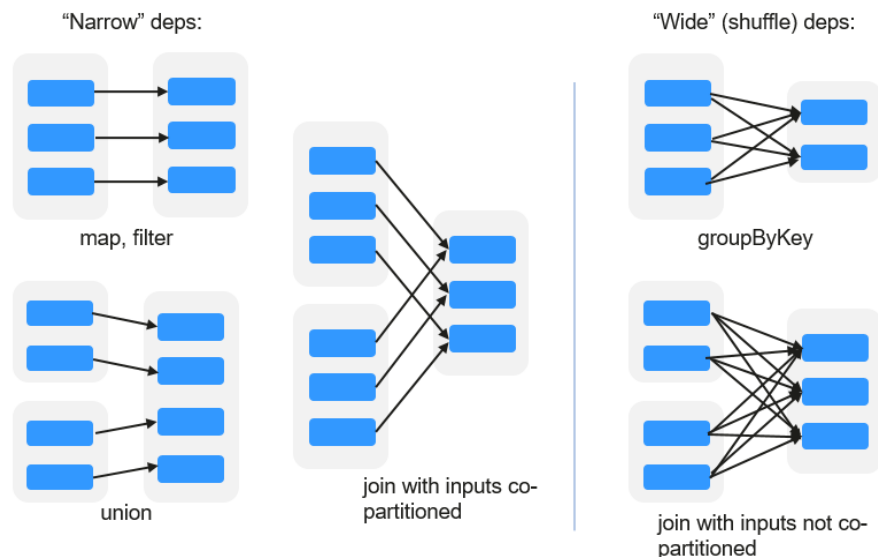 “Narrow” deps:
“Wide” (shuffle) deps:
map, filter
groupByKey
union
join with inputs co-
partitioned
join with inputs not co-
partitioned